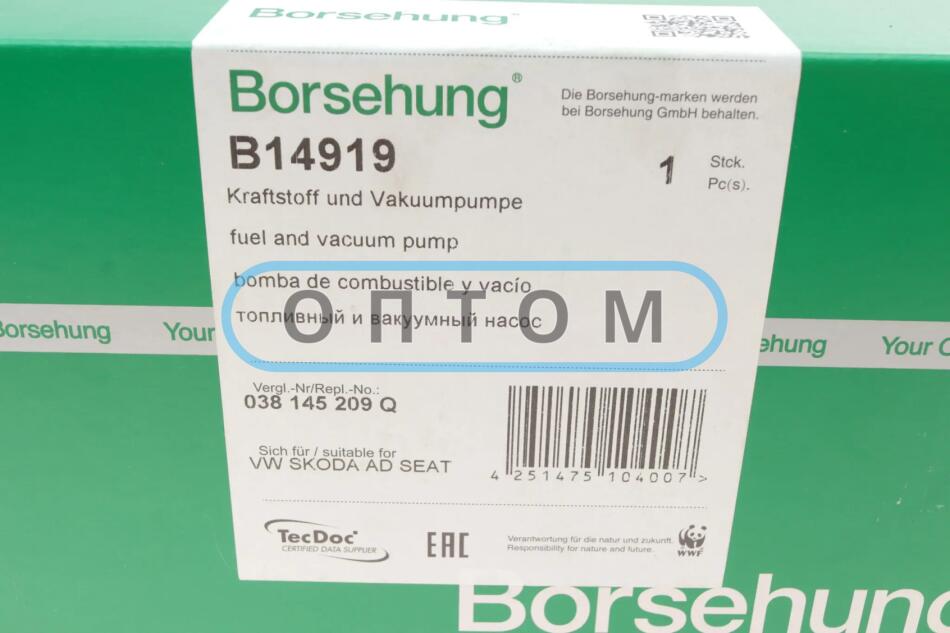 Borsehung®
Borsehung®
Die Borsehung-marken werden
bei Borsehung GmbH behalten.
B14919
1 Stck.
Pc(s).
Kraftstoff und Vakuumpumpe
fuel and vacuum pump
bomba de combustible y vacío
топливный и вакуумный насос
ОПТОМ
Borsehung Your
ehung Your C
Vergl.-Nr/Repl.-No.:
038 145 209 Q
Sich für / suitable for
VW SKODA AD SEAT
4 251475 104007 >
TecDoc®
CERTIFIED DATA SUPPLIER
EAC
Verantwortung für die natur und zukunft.
Responsibility for nature and future.
WWF
Borsehung